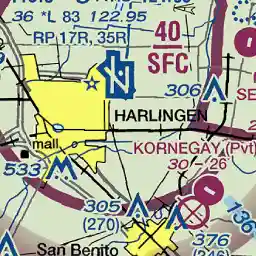 36 *L 83 122.95
RP 17R, 35R
40
SFC
306
N
HARLINGEN
mall
KORNEGAY (Pvt)
30 - 26
533
305
(270)
136
376
(246)
San Benito